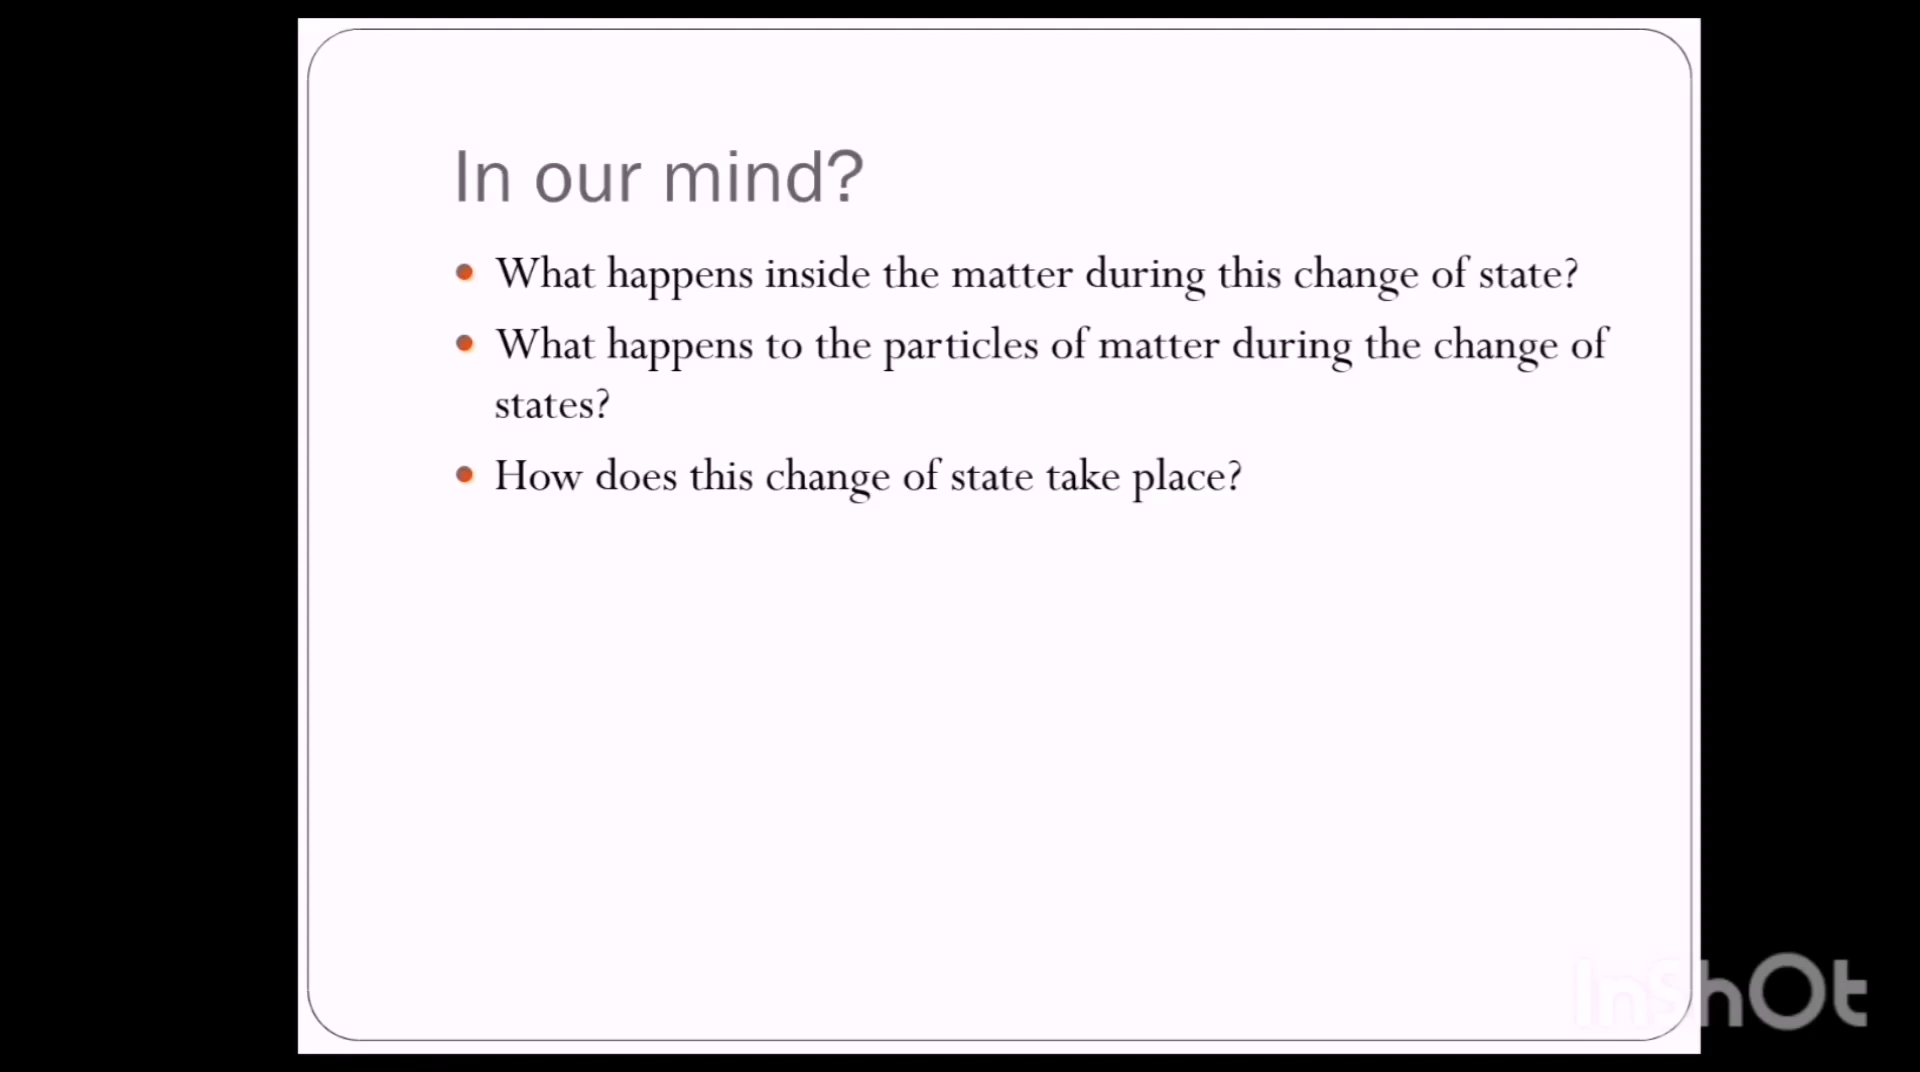 In our mind?
• What happens inside the matter during this change of state?
• What happens to the particles of matter during the change of
states?
• How does this change of state take place?
InShOt